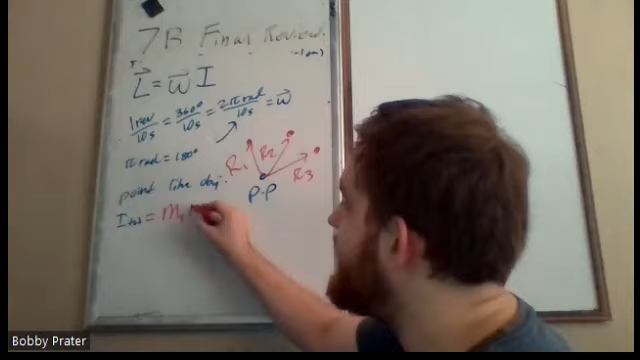 7B Final Review
L = ω I
1rev/10s = 360°/10s = 2π rad/10s = ω
π rad = 180°
R1 R2 R3
point like obj:
P.P
I = M1
Bobby Prater